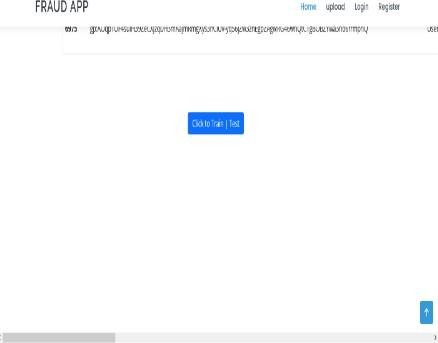 FRAUD APP
Home upload Login Register
6975
Click to Train | Test